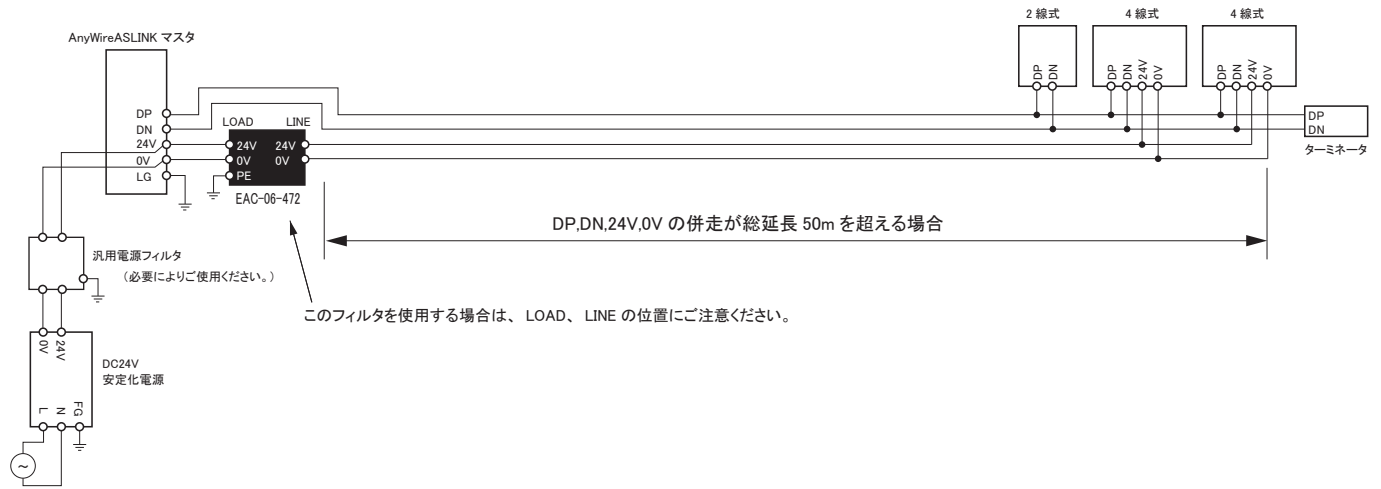 AnyWireASLINK マスタ
DP
DN
24V
0V
LG
LOAD LINE
24V 24V
0V 0V
PE
EAC-06-472
2 線式
DP
DN
4 線式
DP
DN
24V
0V
4 線式
DP
DN
24V
0V
DP
DN
ターミネータ
DP,DN,24V,0V の併走が総延長 50m を超える場合
このフィルタを使用する場合は、 LOAD、 LINE の位置にご注意ください。
汎用電源フィルタ
（必要によりご使用ください。）
0V
24V
DC24V
安定化電源
L
N
FG
～